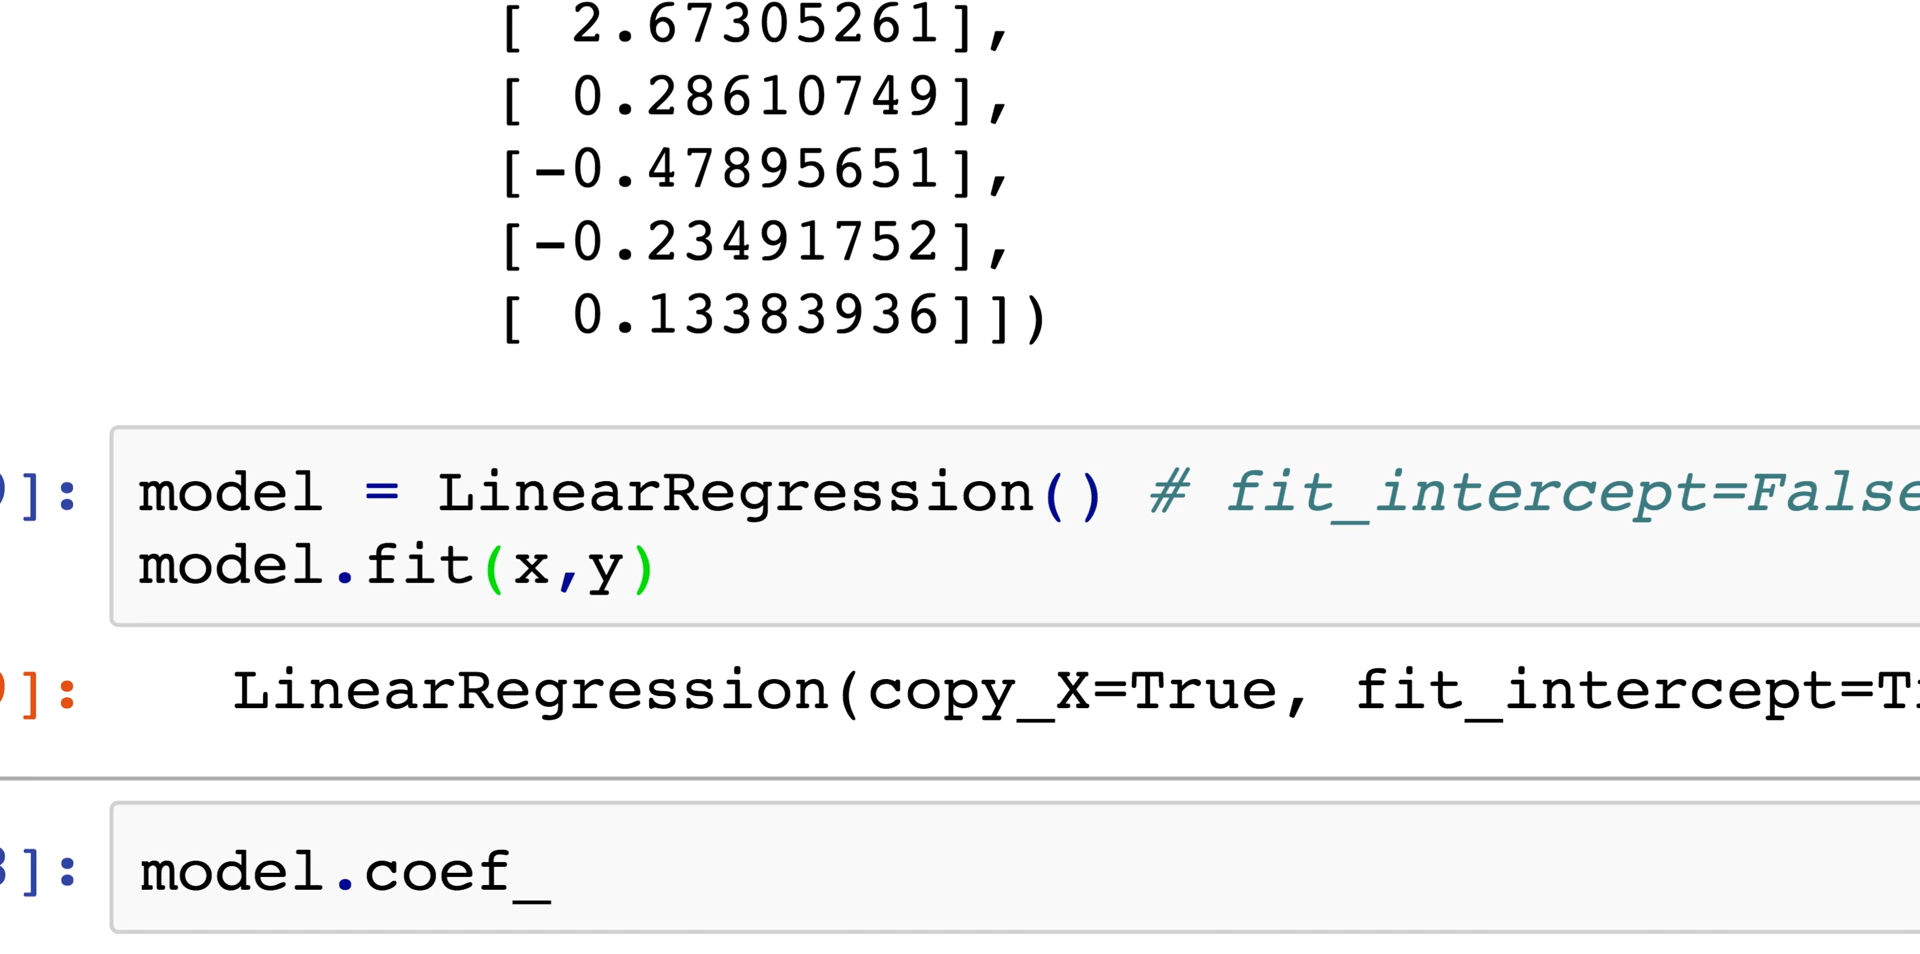 [ 2.67305261],
[ 0.28610749],
[-0.47895651],
[-0.23491752],
[ 0.13383936]])
]: model = LinearRegression() # fit_intercept=False
model.fit(x,y)
]: LinearRegression(copy_X=True, fit_intercept=T
]: model.coef_